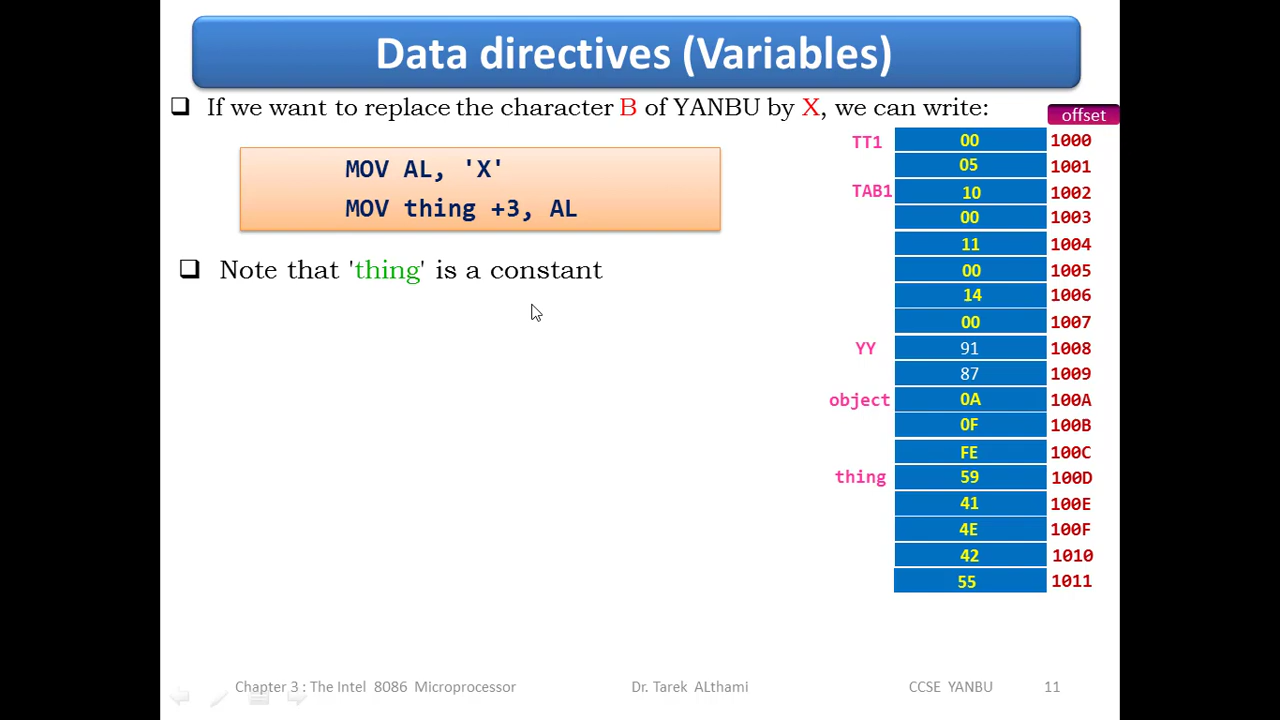 Data directives (Variables)
If we want to replace the character B of YANBU by X, we can write:
offset
MOV AL, 'X'
MOV thing +3, AL
Note that 'thing' is a constant
TT1 00 1000
05 1001
TAB1 10 1002
00 1003
11 1004
00 1005
14 1006
00 1007
YY 91 1008
87 1009
object 0A 100A
0F 100B
FE 100C
thing 59 100D
41 100E
4E 100F
42 1010
55 1011
Chapter 3 : The Intel 8086 Microprocessor Dr. Tarek ALthami CCSE YANBU 11